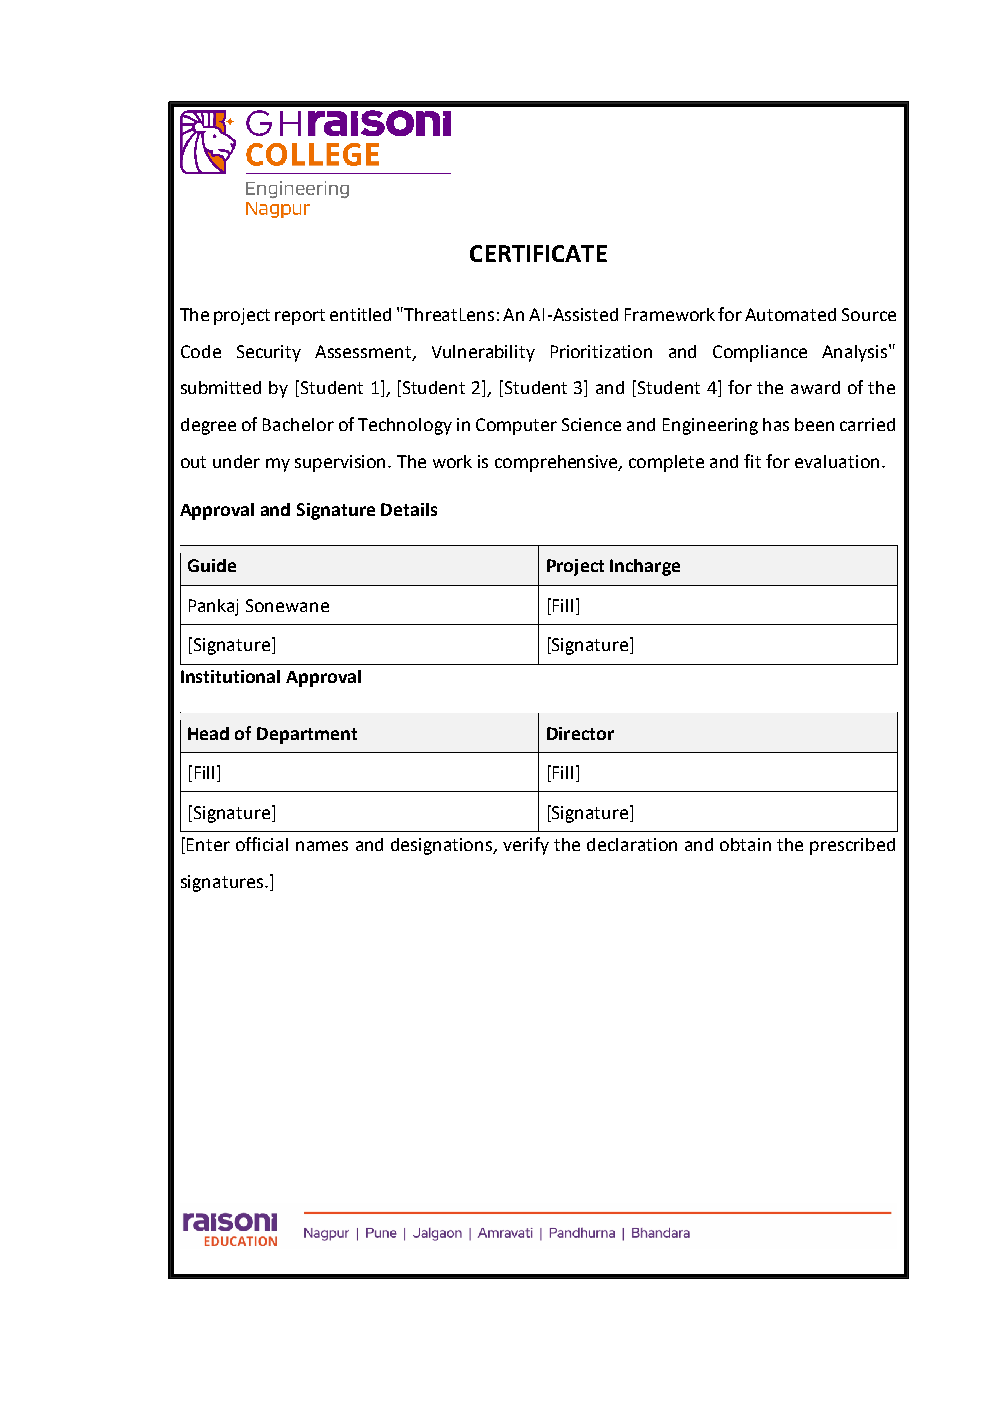 GHraisoni
COLLEGE
Engineering
Nagpur
CERTIFICATE
The project report entitled "ThreatLens: An AI-Assisted Framework for Automated Source
Code Security Assessment, Vulnerability Prioritization and Compliance Analysis"
submitted by [Student 1], [Student 2], [Student 3] and [Student 4] for the award of the
degree of Bachelor of Technology in Computer Science and Engineering has been carried
out under my supervision. The work is comprehensive, complete and fit for evaluation.
Approval and Signature Details
Guide Project Incharge
Pankaj Sonewane [Fill]
[Signature] [Signature]
Institutional Approval
Head of Department Director
[Fill] [Fill]
[Signature] [Signature]
[Enter official names and designations, verify the declaration and obtain the prescribed
signatures.]
raisoni
EDUCATION
Nagpur | Pune | Jalgaon | Amravati | Pandhurna | Bhandara